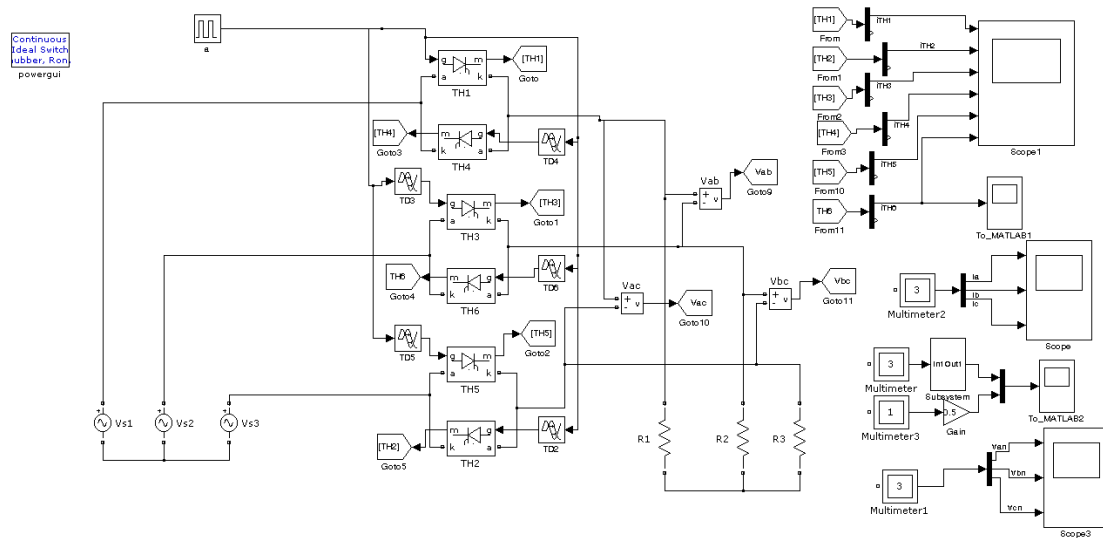 Continuous
Ideal Switch
ubber, Ron,
powergui
a
g m
a k
TH1
[TH1]
Goto
[TH4]
Goto3
m g
k a
TH4
TD4
TD3
g m
a k
TH3
[TH3]
Goto1
TH6
Goto4
m g
k a
TH6
TD6
TD5
g m
a k
TH5
[TH5]
Goto2
[TH2]
Goto5
m g
k a
TH2
TD2
+ Vs1
+ Vs2
+ Vs3
Vab
+
- v
Vab
Goto9
Vac
+
- v
Vac
Goto10
Vbc
+
- v
Vbc
Goto11
R1
R2
R3
[TH1]
From
iTH1
[TH2]
From1
iTH2
[TH3]
From2
iTH3
[TH4]
From3
iTH4
[TH5]
From10
iTH5
TH6
From11
iTH6
Scope1
To_MATLAB1
3
Multimeter2
Ia
Ib
Ic
Scope
3
Multimeter
In1 Out1
Subsystem
1
Multimeter3
0.5
Gain
To_MATLAB2
3
Multimeter1
Van
Vbn
Vcn
Scope3